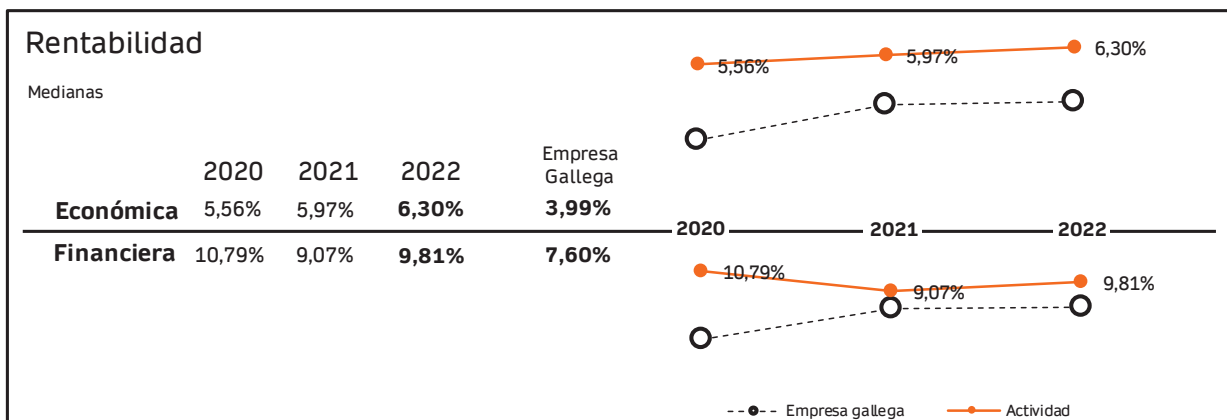 Rentabilidad
Medianas
2020 2021 2022 Empresa Gallega
Económica 5,56% 5,97% 6,30% 3,99%
Financiera 10,79% 9,07% 9,81% 7,60%
5,56% 5,97% 6,30%
2020 2021 2022
10,79% 9,07% 9,81%
Empresa gallega Actividad